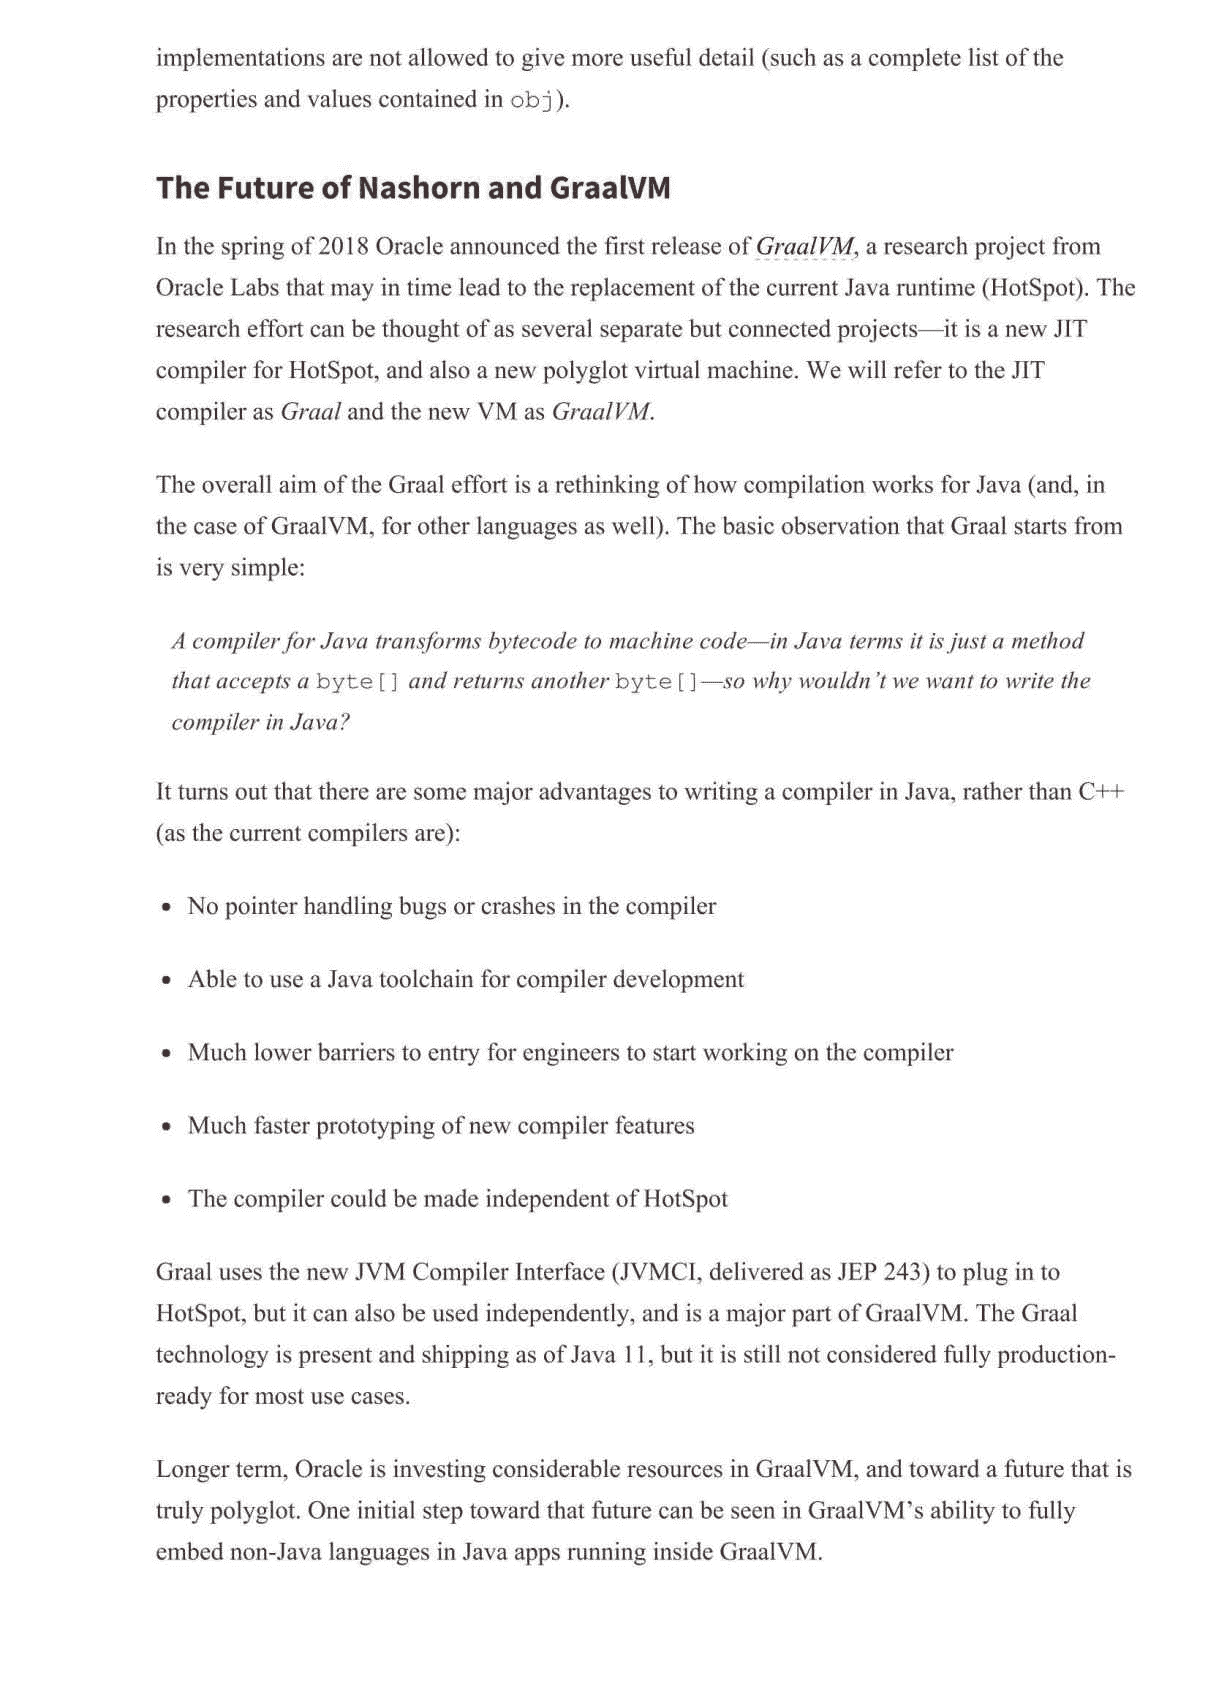 implementations are not allowed to give more useful detail (such as a complete list of the
properties and values contained in obj).
The Future of Nashorn and GraalVM
In the spring of 2018 Oracle announced the first release of GraalVM, a research project from
Oracle Labs that may in time lead to the replacement of the current Java runtime (HotSpot). The
research effort can be thought of as several separate but connected projects—it is a new JIT
compiler for HotSpot, and also a new polyglot virtual machine. We will refer to the JIT
compiler as Graal and the new VM as GraalVM.
The overall aim of the Graal effort is a rethinking of how compilation works for Java (and, in
the case of GraalVM, for other languages as well). The basic observation that Graal starts from
is very simple:
A compiler for Java transforms bytecode to machine code—in Java terms it is just a method
that accepts a byte[] and returns another byte[]—so why wouldn’t we want to write the
compiler in Java?
It turns out that there are some major advantages to writing a compiler in Java, rather than C++
(as the current compilers are):
• No pointer handling bugs or crashes in the compiler
• Able to use a Java toolchain for compiler development
• Much lower barriers to entry for engineers to start working on the compiler
• Much faster prototyping of new compiler features
• The compiler could be made independent of HotSpot
Graal uses the new JVM Compiler Interface (JVMCI, delivered as JEP 243) to plug in to
HotSpot, but it can also be used independently, and is a major part of GraalVM. The Graal
technology is present and shipping as of Java 11, but it is still not considered fully production-
ready for most use cases.
Longer term, Oracle is investing considerable resources in GraalVM, and toward a future that is
truly polyglot. One initial step toward that future can be seen in GraalVM’s ability to fully
embed non-Java languages in Java apps running inside GraalVM.